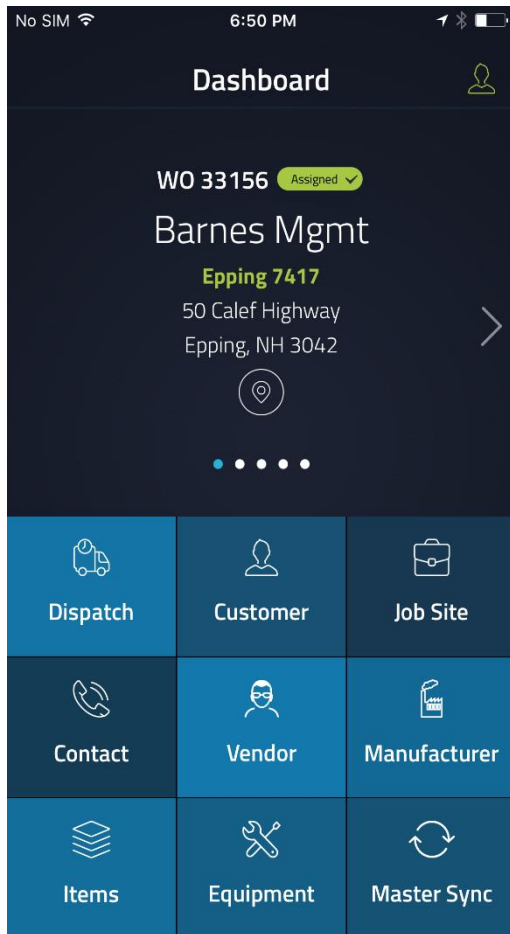 No SIM 6:50 PM
Dashboard
WO 33156 Assigned
Barnes Mgmt
Epping 7417
50 Calef Highway
Epping, NH 3042
Dispatch Customer Job Site
Contact Vendor Manufacturer
Items Equipment Master Sync